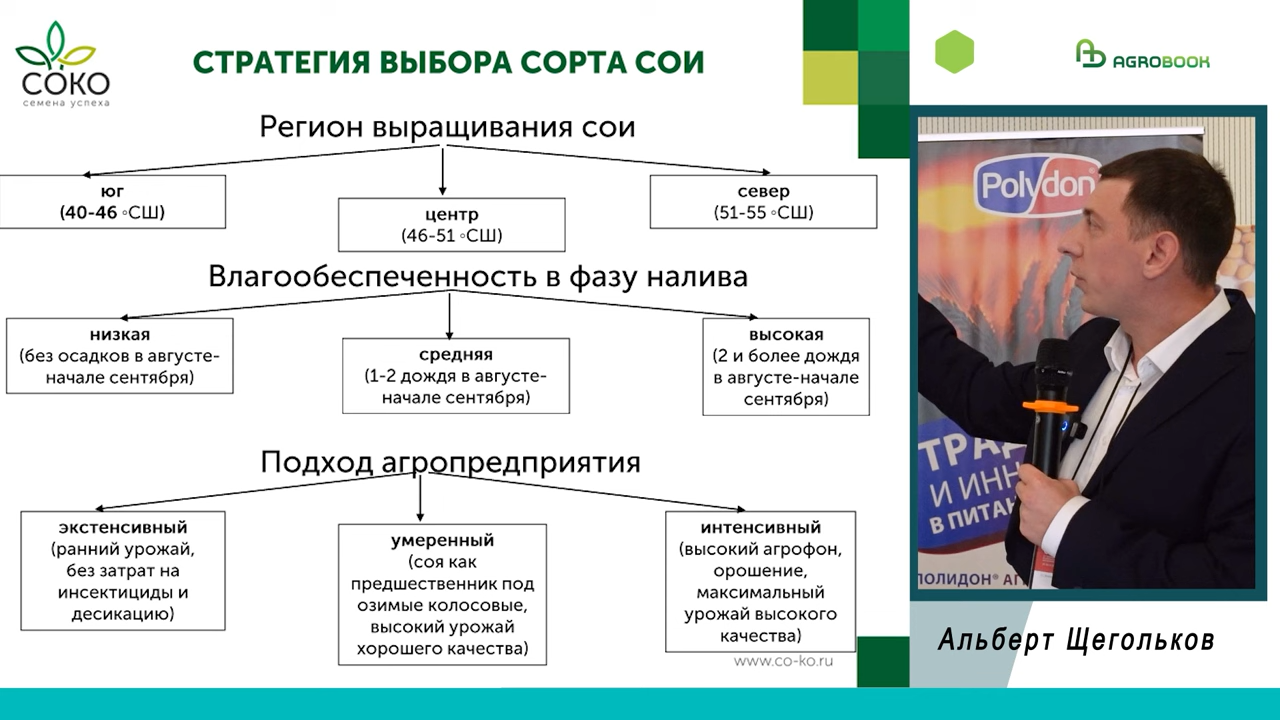 СОКО
семена успеха
СТРАТЕГИЯ ВЫБОРА СОРТА СОИ
Регион выращивания сои
юг
(40-46 °СШ)
центр
(46-51 °СШ)
север
(51-55 °СШ)
Влагообеспеченность в фазу налива
низкая
(без осадков в августе-
начале сентября)
средняя
(1-2 дождя в августе-
начале сентября)
высокая
(2 и более дождя
в августе-начале
сентября)
Подход агропредприятия
экстенсивный
(ранний урожай,
без затрат на
инсектициды и
десикацию)
умеренный
(соя как
предшественник под
озимые колосовые,
высокий урожай
хорошего качества)
интенсивный
(высокий агрофон,
орошение,
максимальный
урожай высокого
качества)
www.co-ko.ru
AGROBOOK
Polydon
И ИНН
В ПИТАН
ПОЛИДОН®
Альберт Щегольков